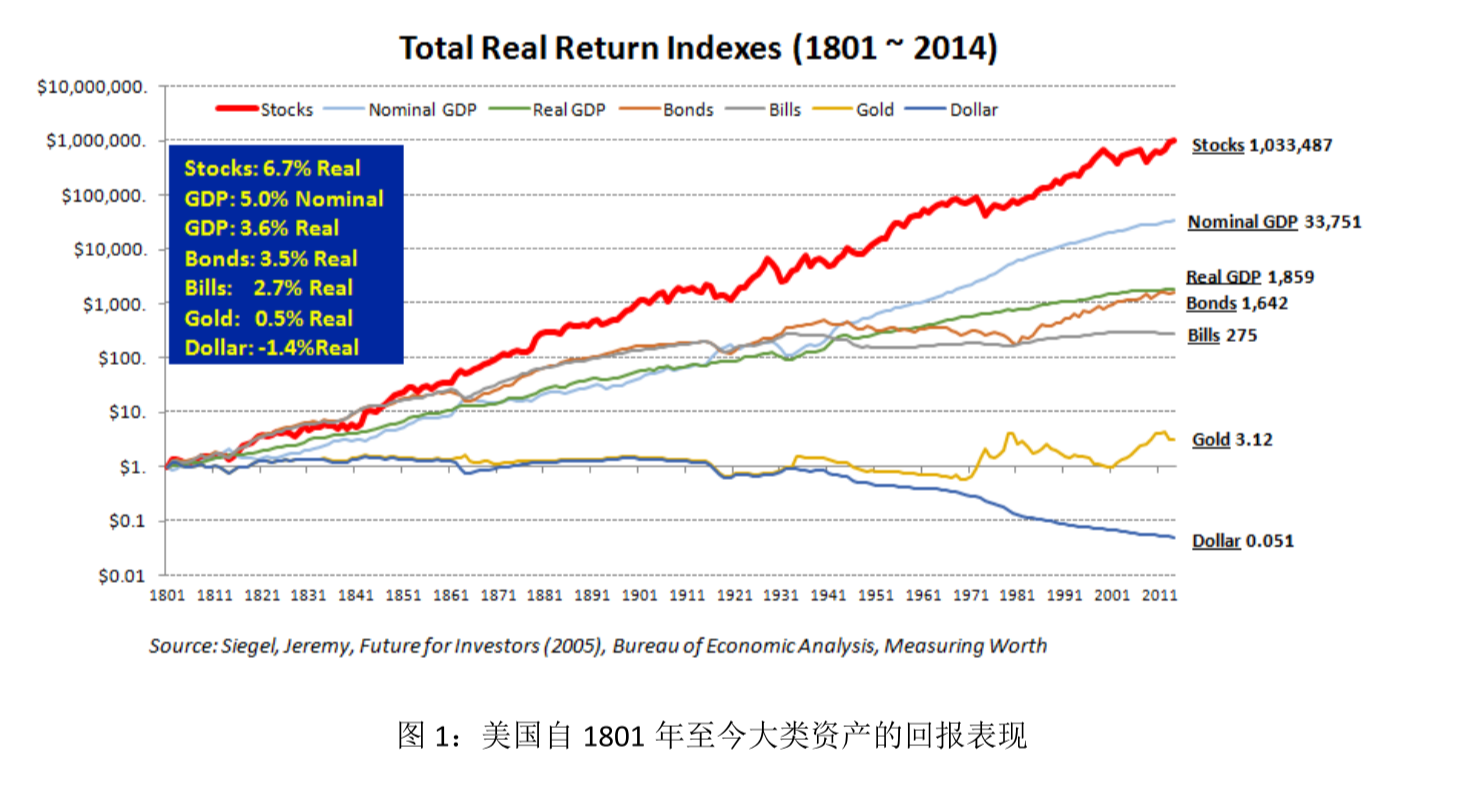 Total Real Return Indexes (1801 ~ 2014)
$10,000,000.
Stocks Nominal GDP Real GDP Bonds Bills Gold Dollar
$1,000,000.
$100,000.
$10,000.
$1,000.
$100.
$10.
$1.
$0.1
$0.01
Stocks: 6.7% Real
GDP: 5.0% Nominal
GDP: 3.6% Real
Bonds: 3.5% Real
Bills: 2.7% Real
Gold: 0.5% Real
Dollar: -1.4%Real
Stocks 1,033,487
Nominal GDP 33,751
Real GDP 1,859
Bonds 1,642
Bills 275
Gold 3.12
Dollar 0.051
1801 1811 1821 1831 1841 1851 1861 1871 1881 1891 1901 1911 1921 1931 1941 1951 1961 1971 1981 1991 2001 2011
Source: Siegel, Jeremy, Future for Investors (2005), Bureau of Economic Analysis, Measuring Worth
图 1：美国自 1801 年至今大类资产的回报表现